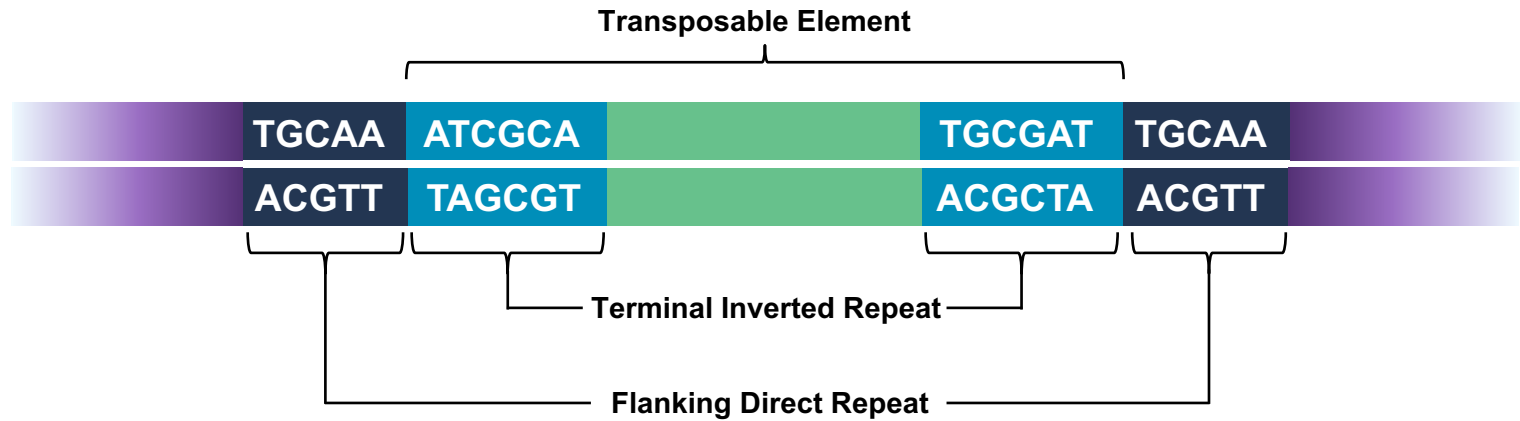 Transposable Element
TGCAA ATCGCA TGCGAT TGCAA
ACGTT TAGCGT ACGCTA ACGTT
Terminal Inverted Repeat
Flanking Direct Repeat